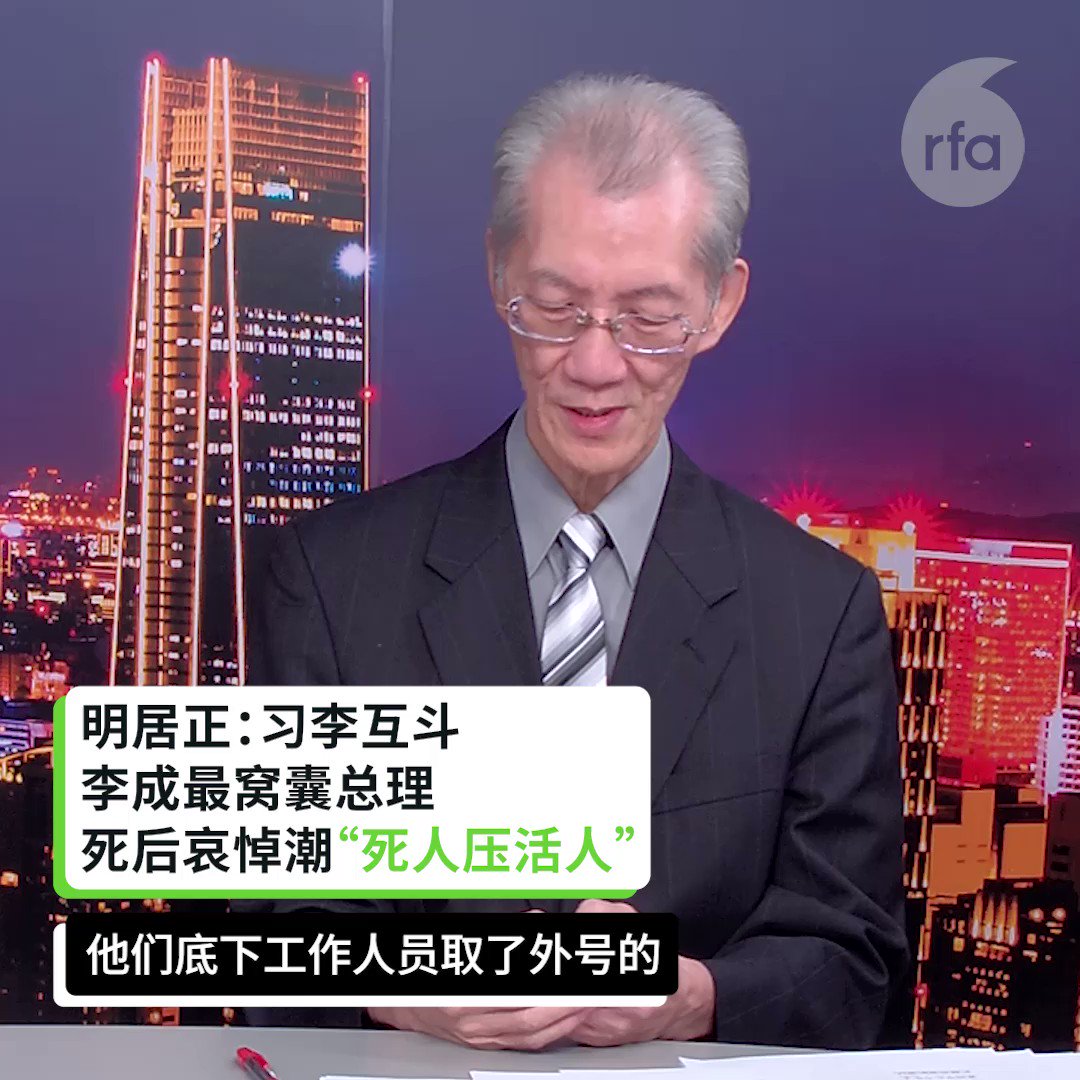 rfa
明居正:习李互斗
李成最窝囊总理
死后哀悼潮“死人压活人”
他们底下工作人员取了外号的